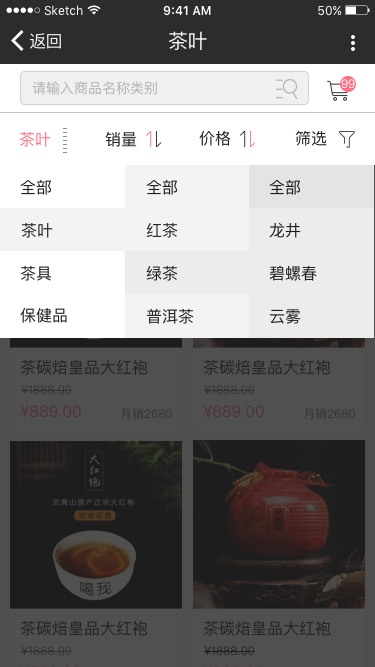 Sketch 9:41 AM 50%
返回 茶叶
请输入商品名称类别 99
茶叶 销量 价格 筛选
全部 全部 全部
茶叶 红茶 龙井
茶具 绿茶 碧螺春
保健品 普洱茶 云雾
茶碳焙皇品大红袍 茶碳焙皇品大红袍
¥1888.00 ¥1888.00
¥889.00 月销2680 ¥889.00 月销2680
大红袍
武夷山原产正宗大红袍
喝我
茶碳焙皇品大红袍 茶碳焙皇品大红袍
¥1888.00 ¥1888.00